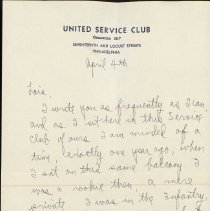 UNITED SERVICE CLUB
ORGANIZED 1917
SEVENTEENTH AND LOCUST STREETS
PHILADELPHIA
April 4th
Lois,
I wrote you as frequently as I can,
and as I sit here in this Service
Club of ours I am minded of a
time, exactly one year ago, when
I sat on this same balcony. I
was a rookie then, a mere
private. I was in the Infantry